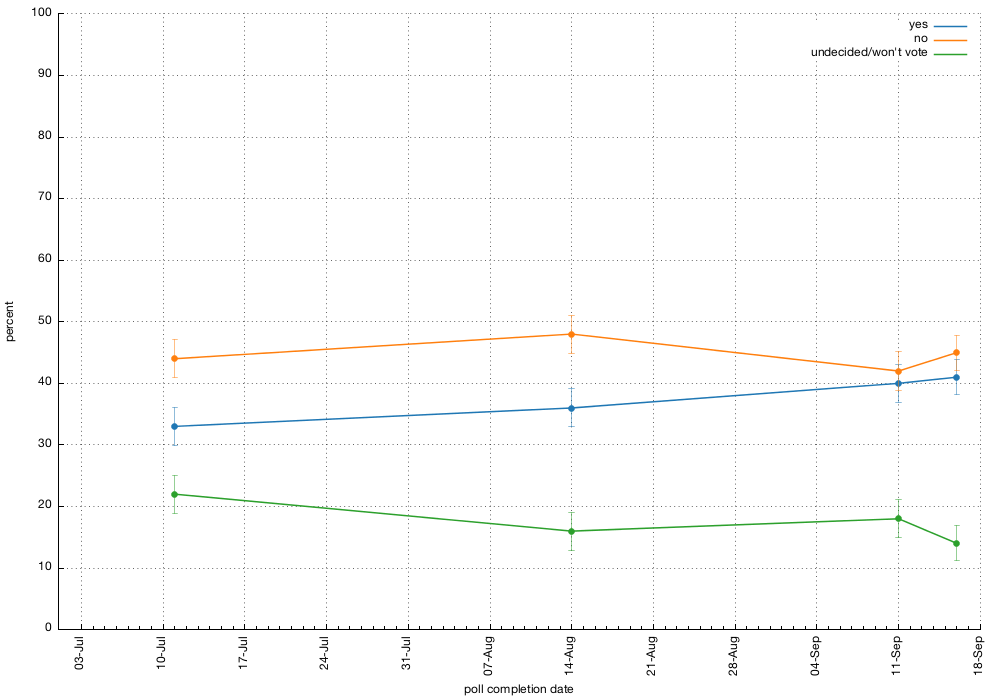 100
90
80
70
60
50
40
30
20
10
0
percent
yes
no
undecided/won't vote
03-Jul
10-Jul
17-Jul
24-Jul
31-Jul
07-Aug
14-Aug
21-Aug
28-Aug
04-Sep
11-Sep
18-Sep
poll completion date